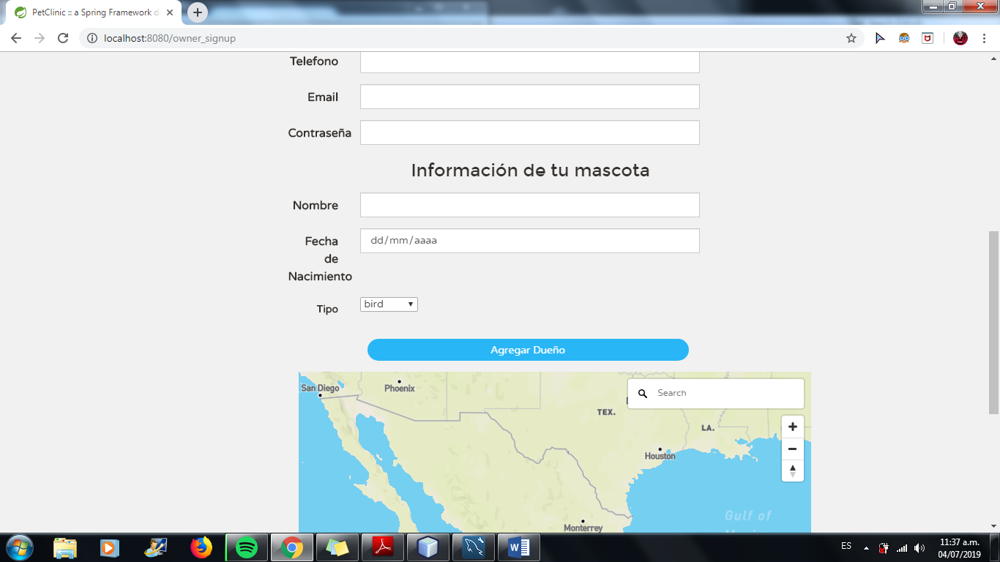 PetClinic :: a Spring Framework d
localhost:8080/owner_signup
Telefono
Email
Contraseña
Información de tu mascota
Nombre
Fecha
de
Nacimiento
dd/mm/aaaa
Tipo
bird
Agregar Dueño
San Diego
Phoenix
Search
TEX.
LA.
Houston
Gulf of
Monterrey
ES
11:37 a.m.
04/07/2019